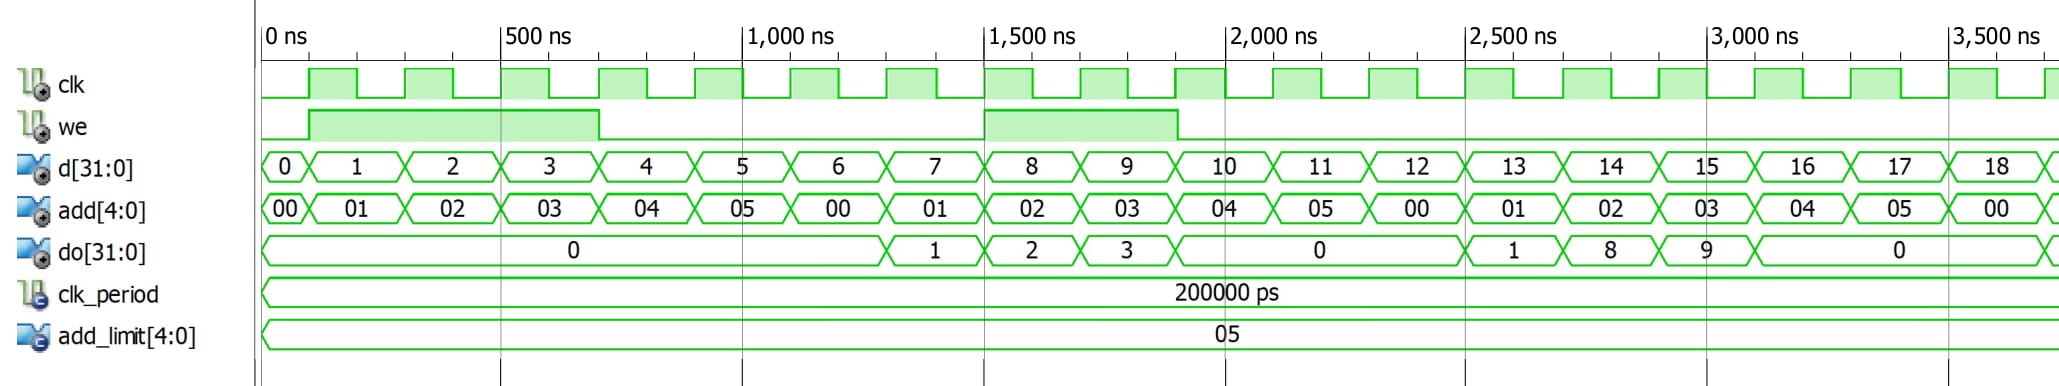 0 ns 500 ns 1,000 ns 1,500 ns 2,000 ns 2,500 ns 3,000 ns 3,500 ns
clk
we
d[31:0] 0 1 2 3 4 5 6 7 8 9 10 11 12 13 14 15 16 17 18
add[4:0] 00 01 02 03 04 05 00 01 02 03 04 05 00 01 02 03 04 05 00
do[31:0] 0 1 2 3 0 1 8 9 0
clk_period 200000 ps
add_limit[4:0] 05